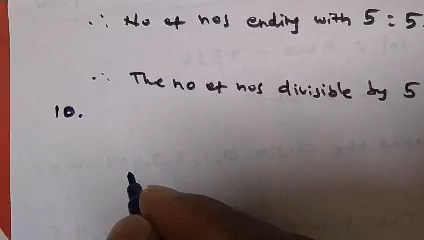 ∴ No of nos ending with 5 = 5
∴ The no of nos divisible by 5
10.